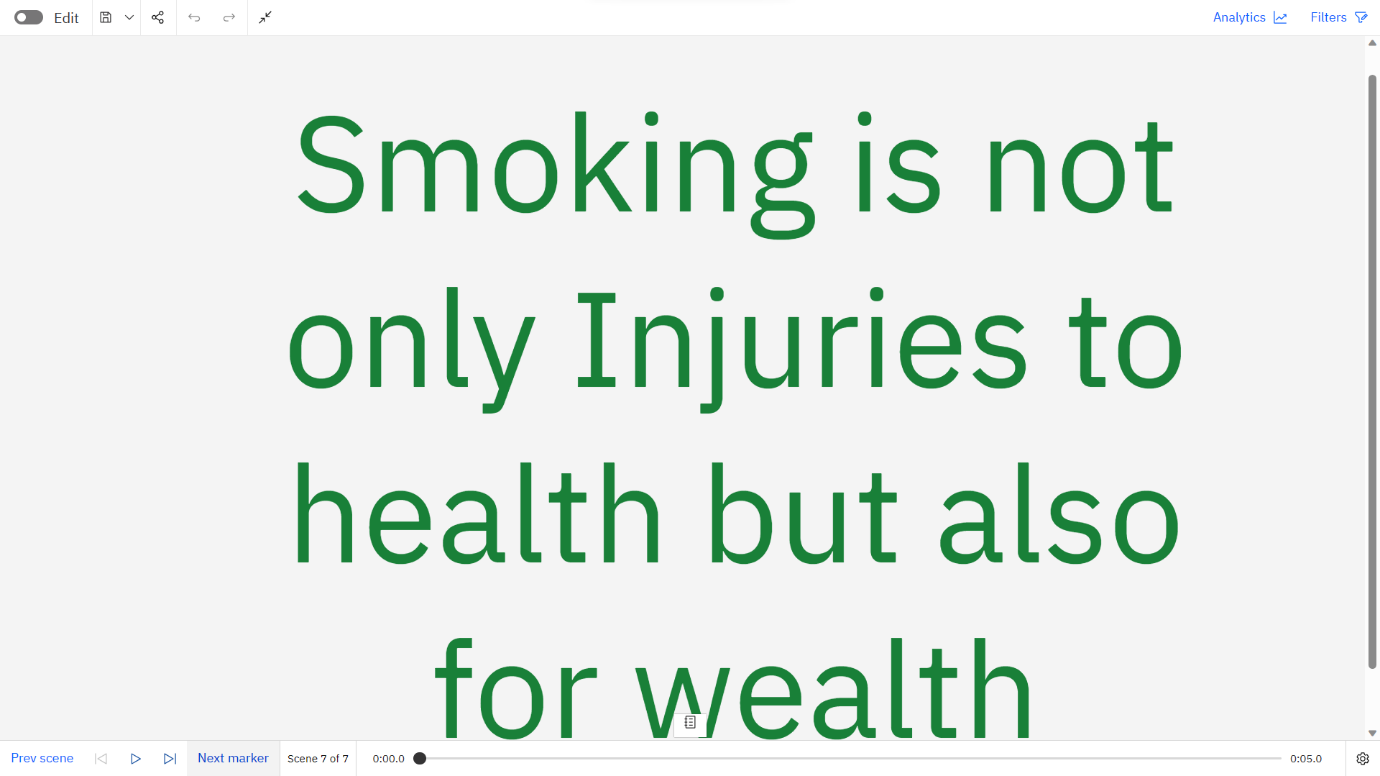 Edit
Analytics
Filters
Smoking is not
only Injuries to
health but also
for wealth
Prev scene
Next marker
Scene 7 of 7
0:00.0
0:05.0